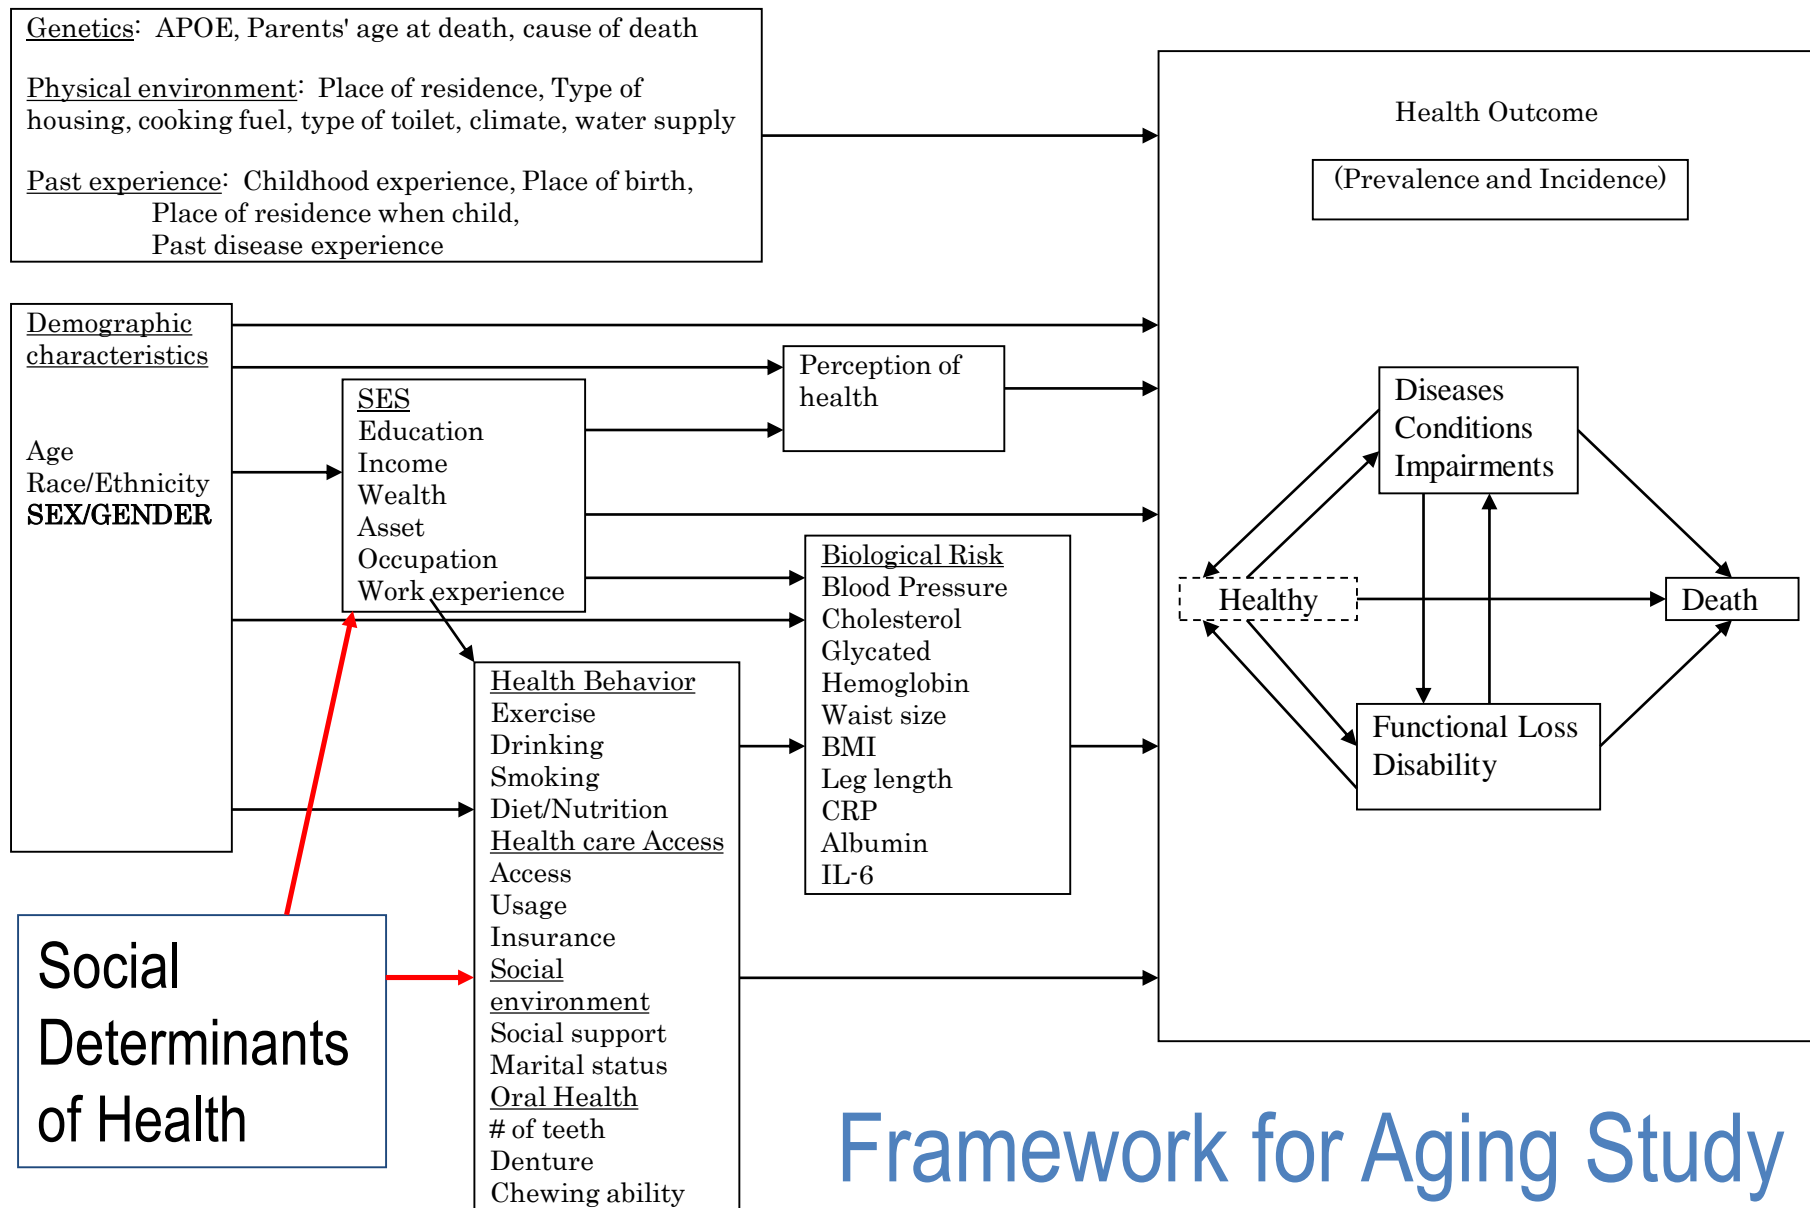 Genetics: APOE, Parents' age at death, cause of death
Physical environment: Place of residence, Type of
housing, cooking fuel, type of toilet, climate, water supply
Past experience: Childhood experience, Place of birth,
Place of residence when child,
Past disease experience
Demographic
characteristics
Age
Race/Ethnicity
SEX/GENDER
SES
Education
Income
Wealth
Asset
Occupation
Work experience
Perception of
health
Biological Risk
Blood Pressure
Cholesterol
Glycated
Hemoglobin
Waist size
BMI
Leg length
CRP
Albumin
IL-6
Health Behavior
Exercise
Drinking
Smoking
Diet/Nutrition
Health care Access
Access
Usage
Insurance
Social
environment
Social support
Marital status
Oral Health
# of teeth
Denture
Chewing ability
Social
Determinants
of Health
Health Outcome
(Prevalence and Incidence)
Diseases
Conditions
Impairments
Healthy
Death
Functional Loss
Disability
Framework for Aging Study